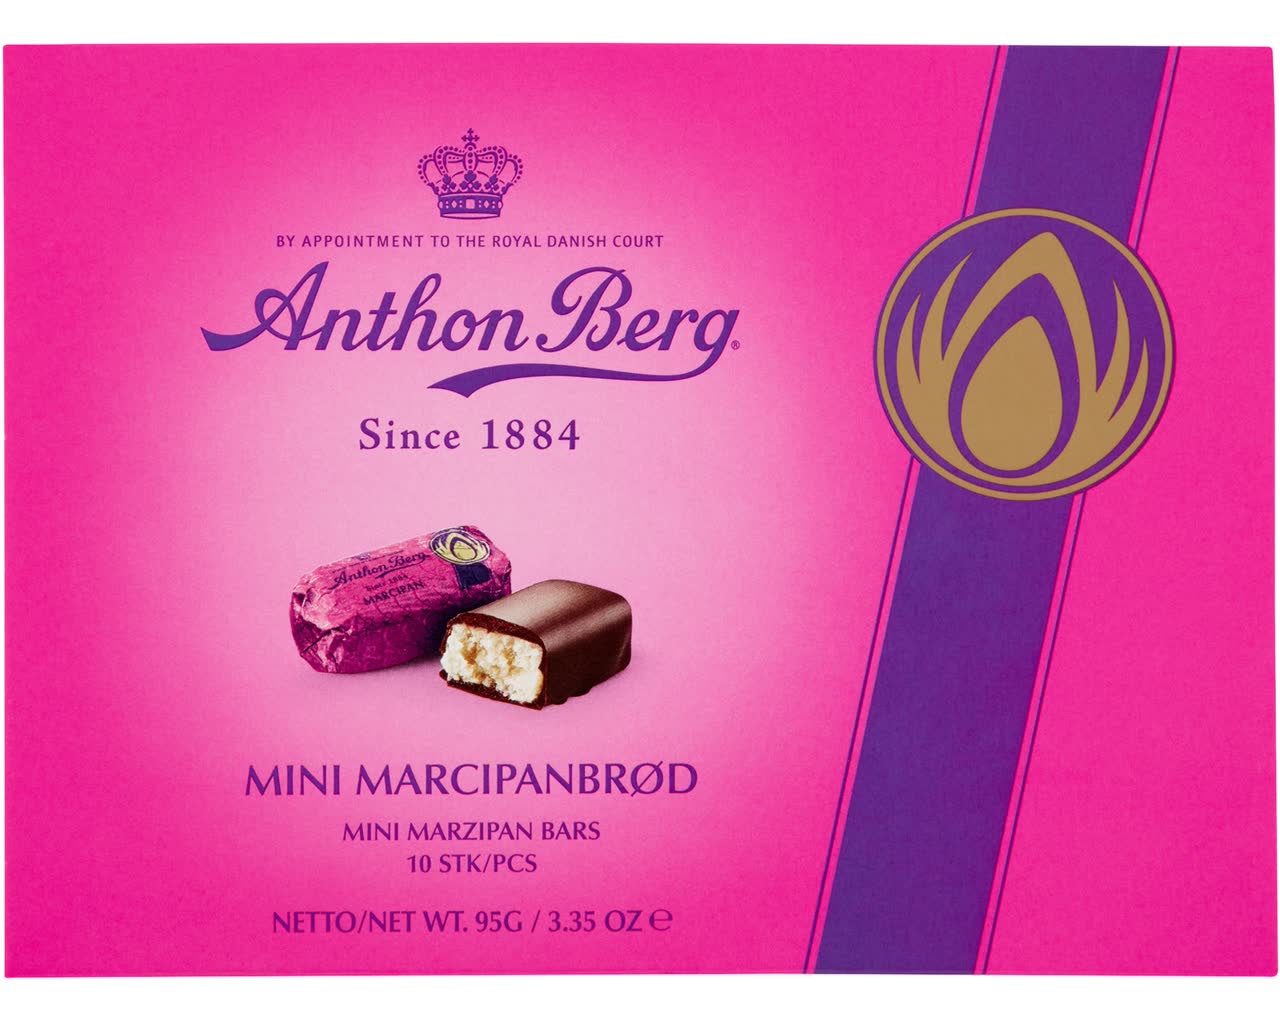 BY APPOINTMENT TO THE ROYAL DANISH COURT
Anthon Berg®
Since 1884
Anthon Berg
Since 1884
MARCIPAN
MINI MARCIPANBRØD
MINI MARZIPAN BARS
10 STK/PCS
NETTO/NET WT. 95G / 3.35 OZ ℮